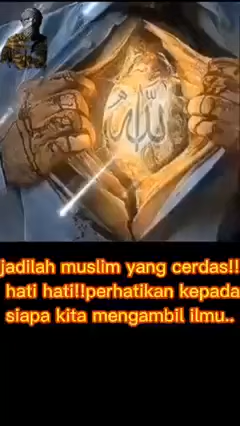 الله
jadilah muslim yang cerdas!!
hati hati!!perhatikan kepada
siapa kita mengambil ilmu..